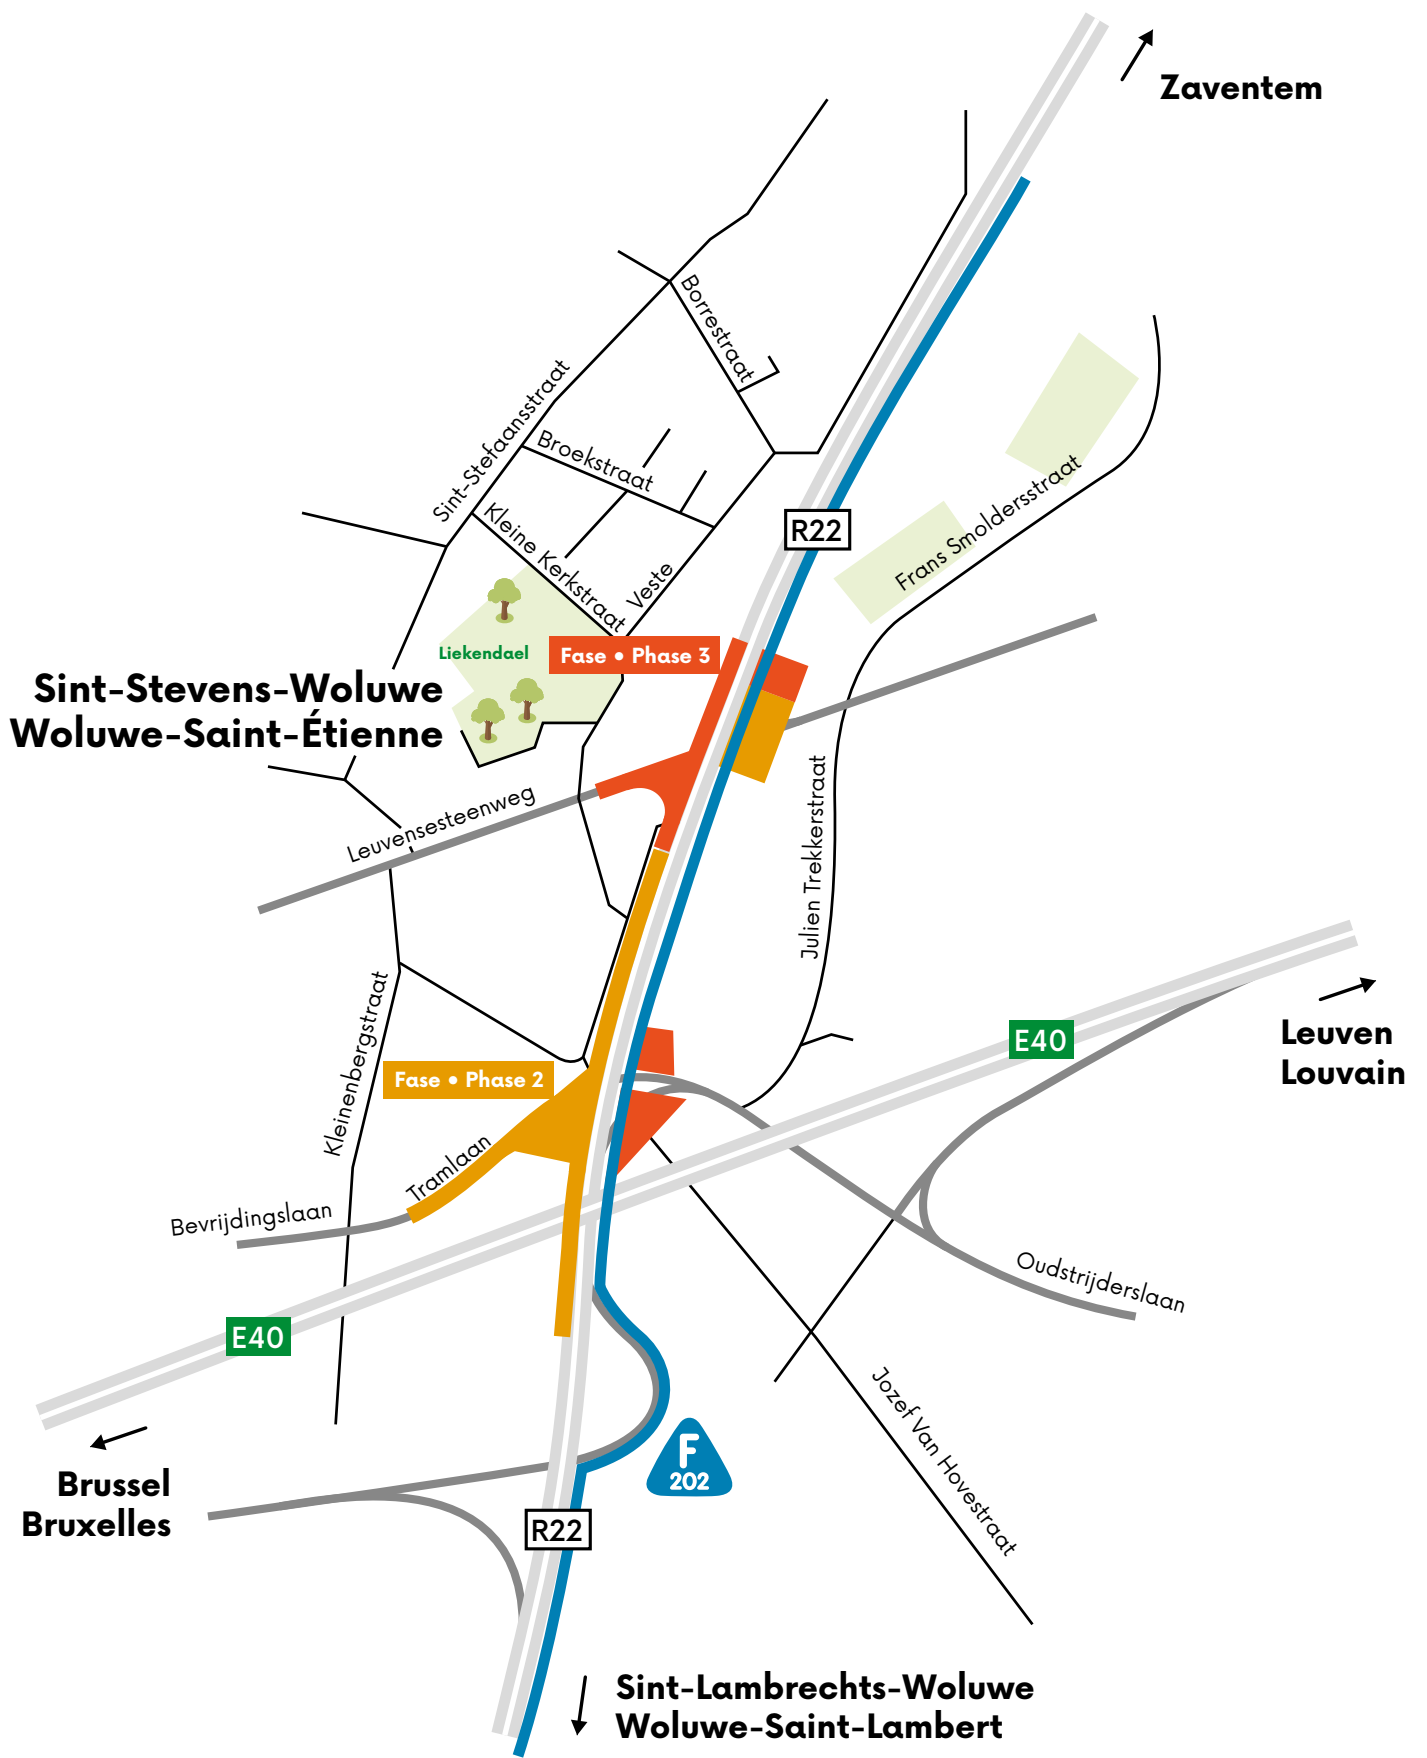 Zaventem
Borrestraat
Sint-Stefaansstraat
Broekstraat
Kleine Kerkstraat
Veste
R22
Frans Smoldersstraat
Liekendael
Fase • Phase 3
Sint-Stevens-Woluwe
Woluwe-Saint-Étienne
Leuvensesteenweg
Julien Trekkerstraat
Kleinenbergstraat
E40
Leuven
Louvain
Fase • Phase 2
Tramlaan
Bevrijdingslaan
Oudstrijderslaan
E40
Jozef Van Hovestraat
F
202
Brussel
Bruxelles
R22
Sint-Lambrechts-Woluwe
Woluwe-Saint-Lambert